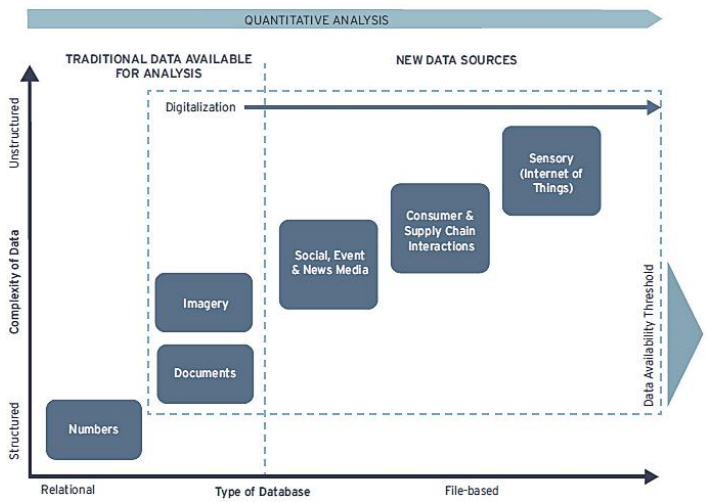 QUANTITATIVE ANALYSIS
TRADITIONAL DATA AVAILABLE
FOR ANALYSIS
NEW DATA SOURCES
Digitalization
Unstructured
Complexity of Data
Structured
Sensory
(Internet of
Things)
Consumer &
Supply Chain
Interactions
Social, Event
& News Media
Imagery
Documents
Numbers
Data Availability Threshold
Relational
Type of Database
File-based